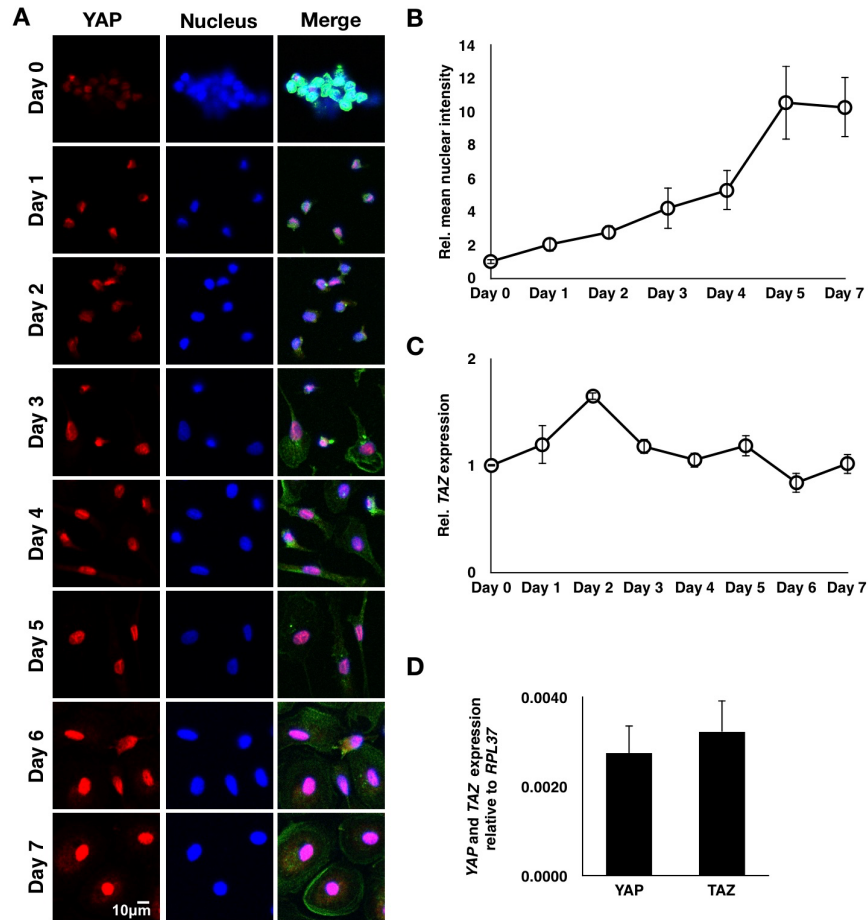 A
YAP
Nucleus
Merge
Day 0
Day 1
Day 2
Day 3
Day 4
Day 5
Day 6
Day 7
10μm
B
Rel. mean nuclear intensity
14
12
10
8
6
4
2
0
Day 0 Day 1 Day 2 Day 3 Day 4 Day 5 Day 7
C
Rel. TAZ expression
2
1
0
Day 0 Day 1 Day 2 Day 3 Day 4 Day 5 Day 6 Day 7
D
YAP and TAZ expression
relative to RPL37
0.0040
0.0020
0.0000
YAP TAZ